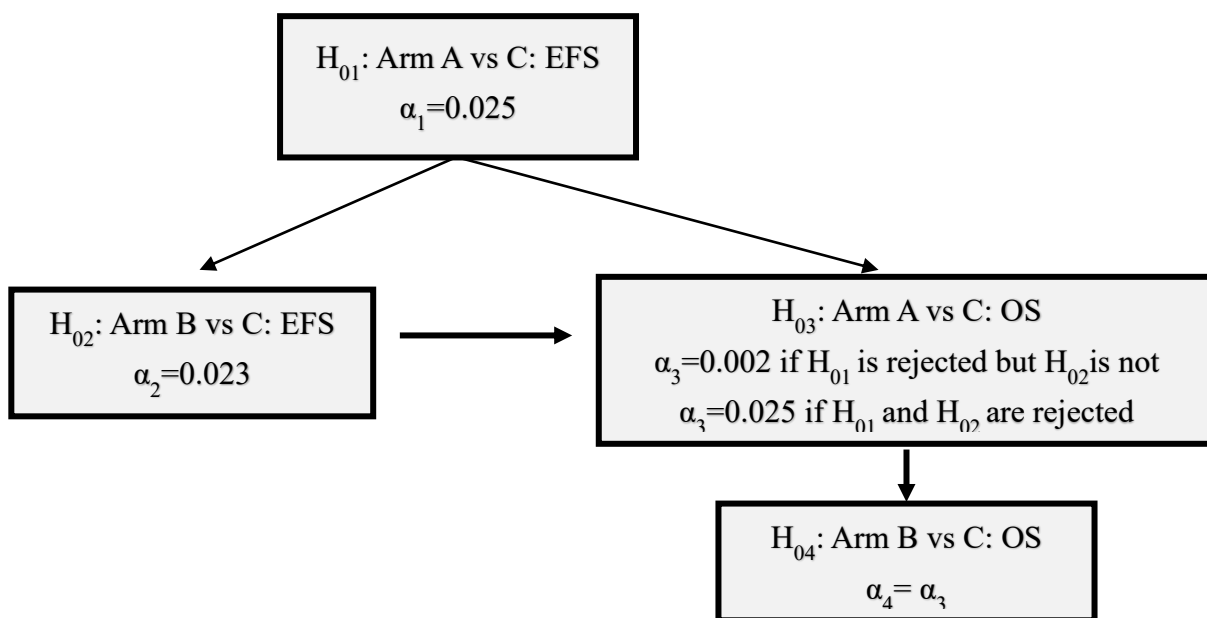 H₀₁: Arm A vs C: EFS
α₁=0.025
H₀₂: Arm B vs C: EFS
α₂=0.023
H₀₃: Arm A vs C: OS
α₃=0.002 if H₀₁ is rejected but H₀₂is not
α₃=0.025 if H₀₁ and H₀₂ are rejected
H₀₄: Arm B vs C: OS
α₄= α₃